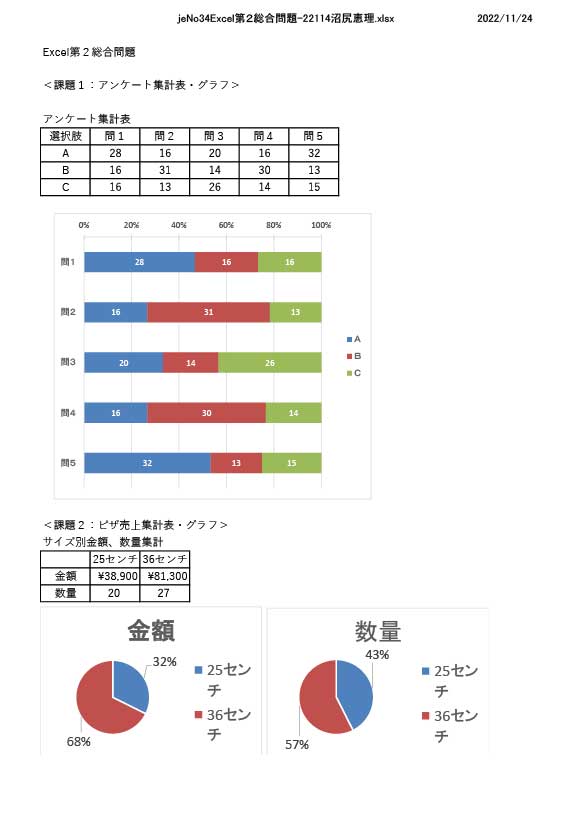 jeNo34Excel第２総合問題-22114沼尻恵理.xlsx 2022/11/24
Excel第２総合問題
＜課題１：アンケート集計表・グラフ＞
アンケート集計表
選択肢 問１ 問２ 問３ 問４ 問５
A 28 16 20 16 32
B 16 31 14 30 13
C 16 13 26 14 15
0% 20% 40% 60% 80% 100%
問1 28 16 16
問2 16 31 13
A
B
問3 20 14 26
C
問4 16 30 14
問5 32 13 15
＜課題２：ピザ売上集計表・グラフ＞
サイズ別金額、数量集計
25センチ 36センチ
金額 ¥38,900 ¥81,300
数量 20 27
金額
32%
68%
25セン
チ
36セン
チ
数量
43%
57%
25セン
チ
36セン
チ